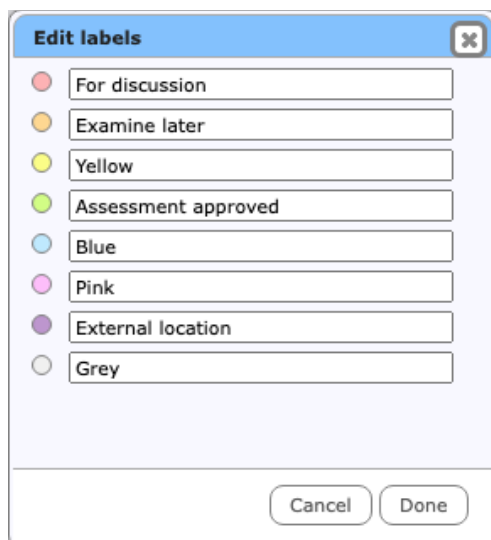 Edit labels
For discussion
Examine later
Yellow
Assessment approved
Blue
Pink
External location
Grey
Cancel Done